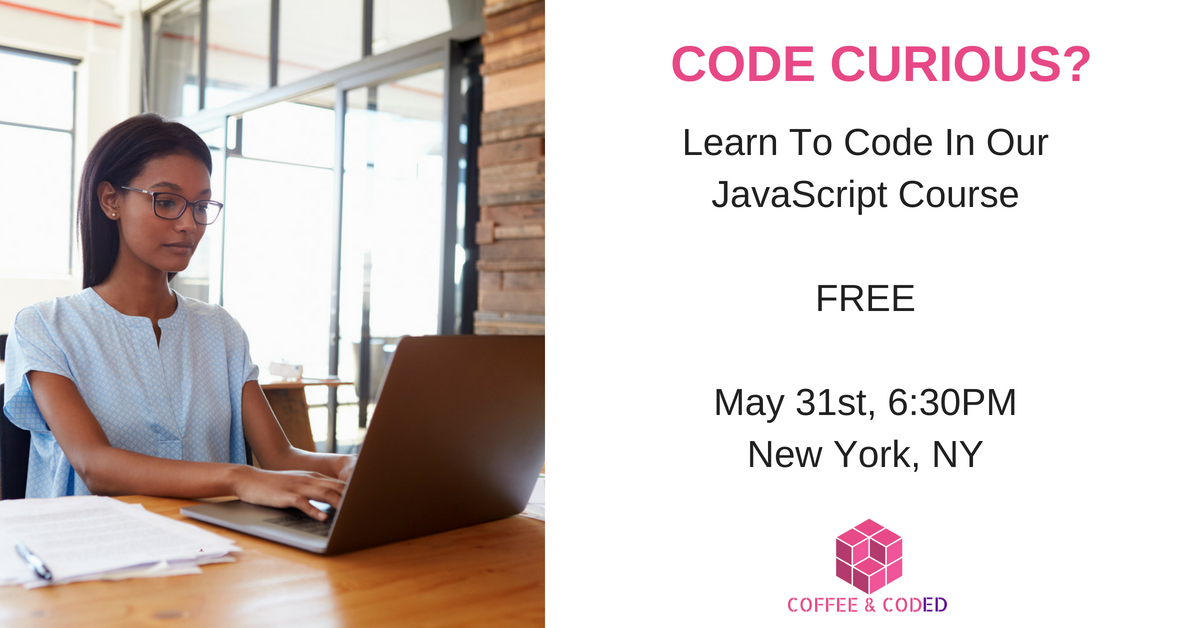 CODE CURIOUS?
Learn To Code In Our
JavaScript Course
FREE
May 31st, 6:30PM
New York, NY
COFFEE & CODED